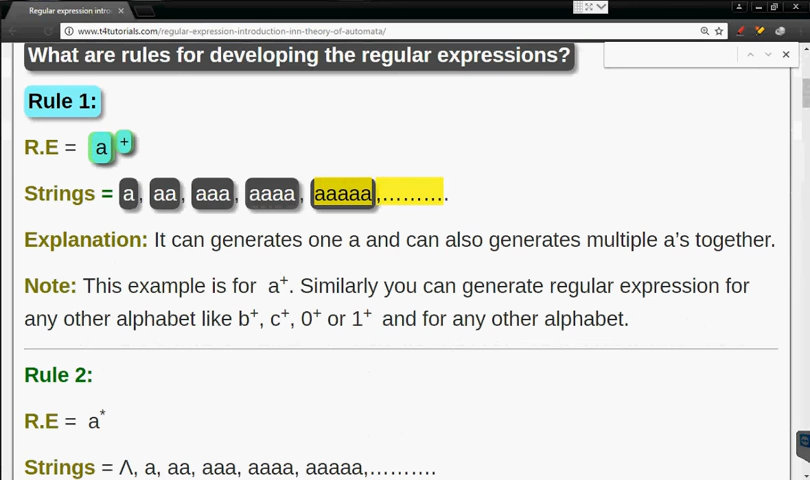 Regular expression intro
www.t4tutorials.com/regular-expression-introduction-inn-theory-of-automata/
What are rules for developing the regular expressions?
Rule 1:
R.E = a⁺
Strings = a, aa, aaa, aaaa, aaaaa,……….
Explanation: It can generates one a and can also generates multiple a’s together.
Note: This example is for a⁺. Similarly you can generate regular expression for
any other alphabet like b⁺, c⁺, 0⁺ or 1⁺ and for any other alphabet.
Rule 2:
R.E = a*
Strings = Λ, a, aa, aaa, aaaa, aaaaa,……….